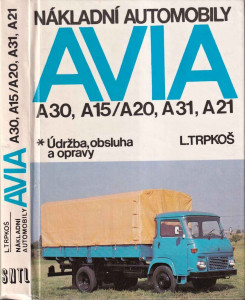 NÁKLADNÍ AUTOMOBILY
AVIA
A30, A15/A20, A31, A21
* Údržba, obsluha
a opravy
L.TRPKOŠ
L.TRPKOŠ
NÁKLADNÍ
AUTOMOBILY
AVIA
A30, A15/A20, A31, A21
SNTL